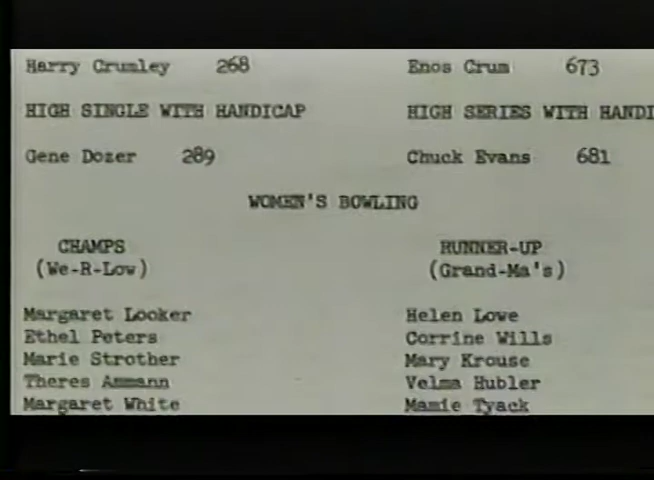 Harry Crumley 268 Enos Crum 673
HIGH SINGLE WITH HANDICAP HIGH SERIES WITH HANDI
Gene Dozer 289 Chuck Evans 681
WOMEN'S BOWLING
CHAMPS RUNNER-UP
(We-R-Low) (Grand-Ma's)
Margaret Looker Helen Lowe
Ethel Peters Corrine Wills
Marie Strother Mary Krouse
Theres Ammann Velma Hubler
Margaret White Mamie Tyack